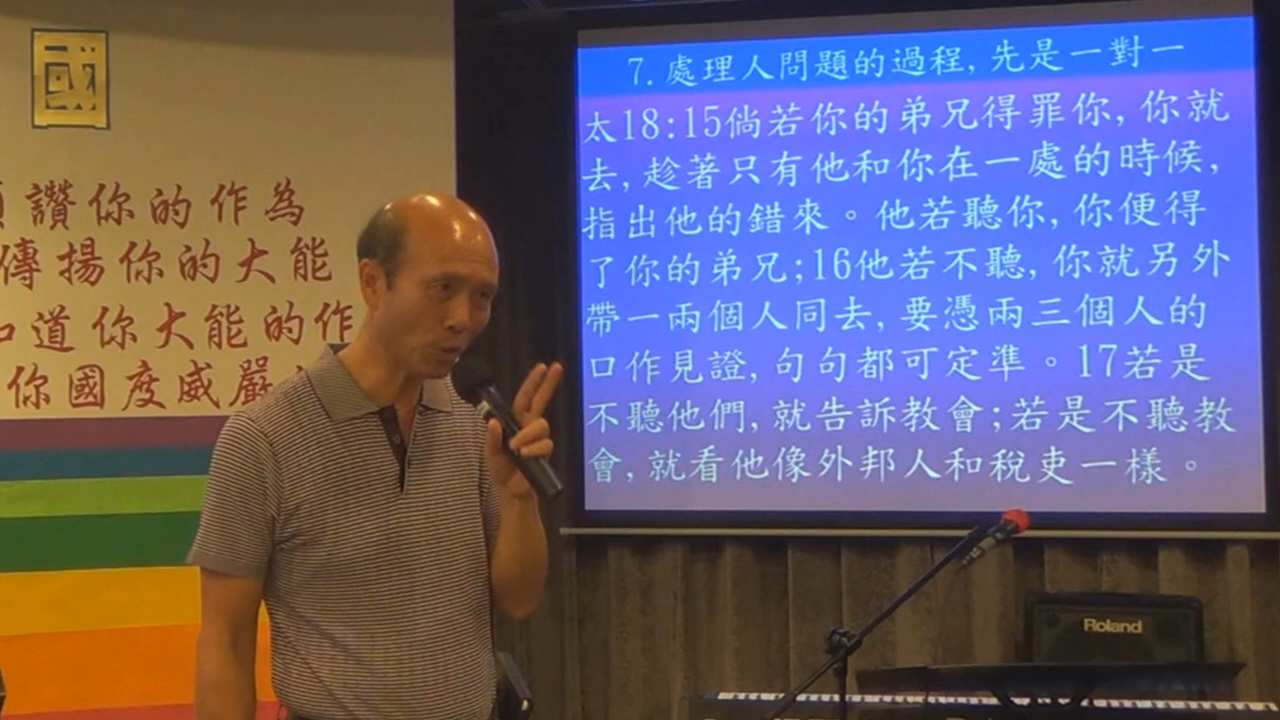 國
讚你的作為
傳揚你的大能
道你大能的作
你國度威嚴
7. 處理人問題的過程, 先是一對一
太18:15倘若你的弟兄得罪你, 你就
去, 趁著只有他和你在一處的時候,
指出他的錯來。他若聽你, 你便得
了你的弟兄;16他若不聽, 你就另外
帶一兩個人同去, 要憑兩三個人的
口作見證, 句句都可定準。17若是
不聽他們, 就告訴教會;若是不聽教
會, 就看他像外邦人和稅吏一樣。
Roland